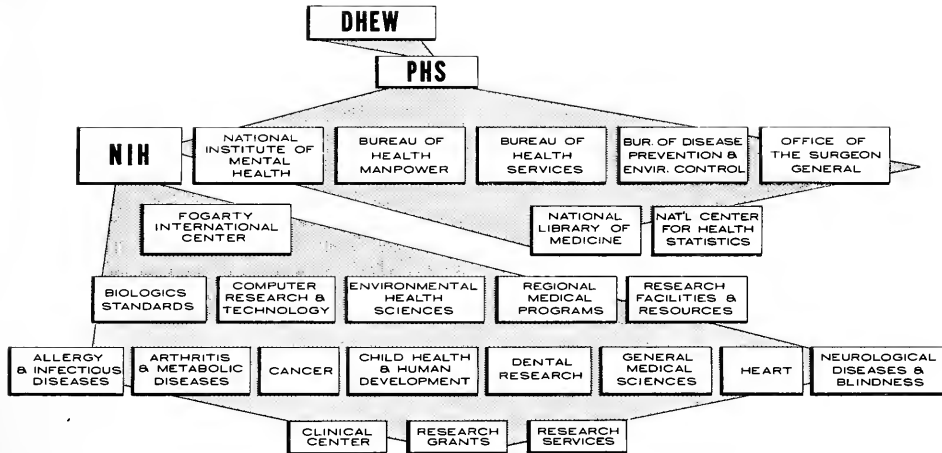 DHEW
PHS
NIH
NATIONAL
INSTITUTE OF
MENTAL
HEALTH
BUREAU OF
HEALTH
MANPOWER
BUREAU OF
HEALTH
SERVICES
BUR. OF DISEASE
PREVENTION &
ENVIR. CONTROL
OFFICE OF
THE SURGEON
GENERAL
FOGARTY
INTERNATIONAL
CENTER
NATIONAL
LIBRARY OF
MEDICINE
NAT'L CENTER
FOR HEALTH
STATISTICS
BIOLOGICS
STANDARDS
COMPUTER
RESEARCH &
TECHNOLOGY
ENVIRONMENTAL
HEALTH
SCIENCES
REGIONAL
MEDICAL
PROGRAMS
RESEARCH
FACILITIES &
RESOURCES
ALLERGY
& INFECTIOUS
DISEASES
ARTHRITIS
& METABOLIC
DISEASES
CANCER
CHILD HEALTH
& HUMAN
DEVELOPMENT
DENTAL
RESEARCH
GENERAL
MEDICAL
SCIENCES
HEART
NEUROLOGICAL
DISEASES &
BLINDNESS
CLINICAL
CENTER
RESEARCH
GRANTS
RESEARCH
SERVICES